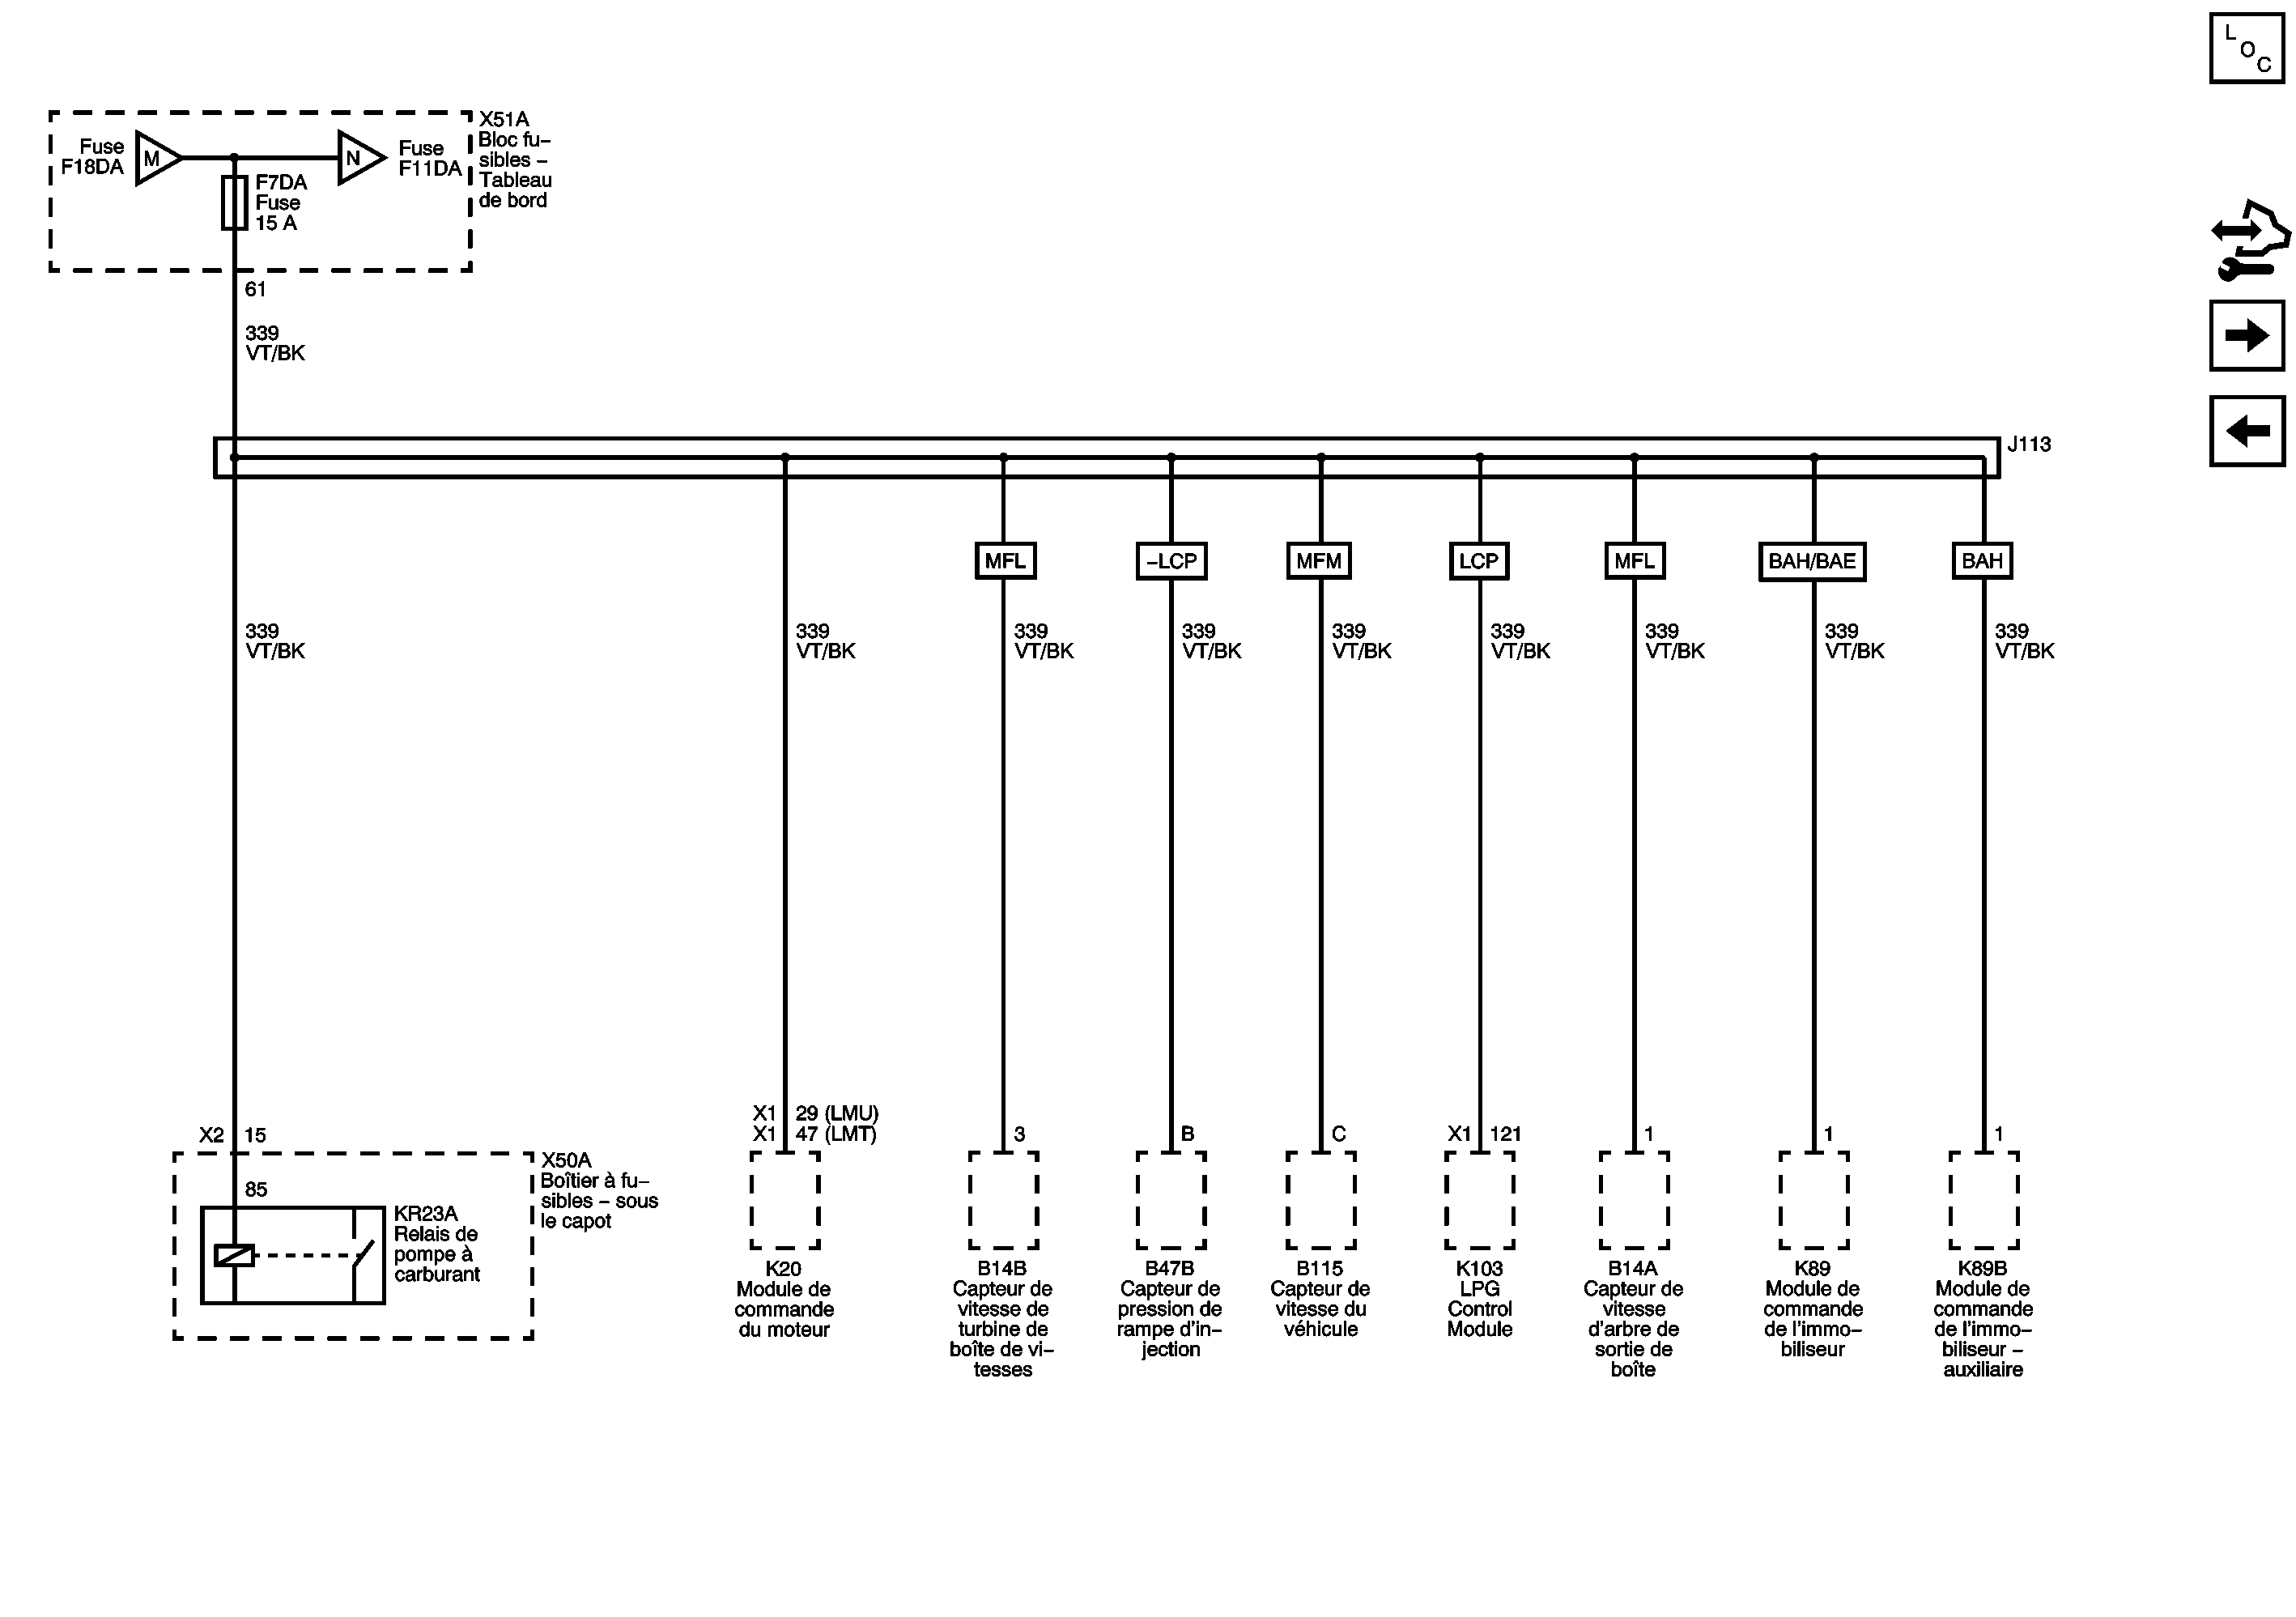 L
O
C
X51A
Bloc fu–
sibles –
Tableau
de bord
Fuse
F18DA
M
N
Fuse
F11DA
F7DA
Fuse
15 A
61
339
VT/BK
J113
MFL
–LCP
MFM
LCP
MFL
BAH/BAE
BAH
339
VT/BK
339
VT/BK
339
VT/BK
339
VT/BK
339
VT/BK
339
VT/BK
339
VT/BK
339
VT/BK
339
VT/BK
X2 15
X1 29 (LMU)
X1 47 (LMT)
3
B
C
X1 121
1
1
1
X50A
Boîtier à fu–
sibles – sous
le capot
85
KR23A
Relais de
pompe à
carburant
K20
Module de
commande
du moteur
B14B
Capteur de
vitesse de
turbine de
boîte de vi–
tesses
B47B
Capteur de
pression de
rampe d'in–
jection
B115
Capteur de
vitesse du
véhicule
K103
LPG
Control
Module
B14A
Capteur de
vitesse
d'arbre de
sortie de
boîte
K89
Module de
commande
de l'immo–
biliseur
K89B
Module de
commande
de l'immo–
biliseur –
auxiliaire